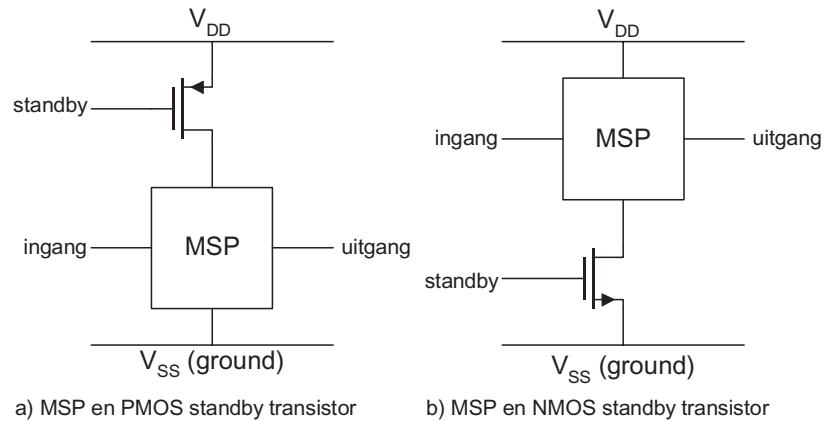 V_DD
standby
ingang
MSP
uitgang
V_SS (ground)
a) MSP en PMOS standby transistor
V_DD
ingang
MSP
uitgang
standby
V_SS (ground)
b) MSP en NMOS standby transistor